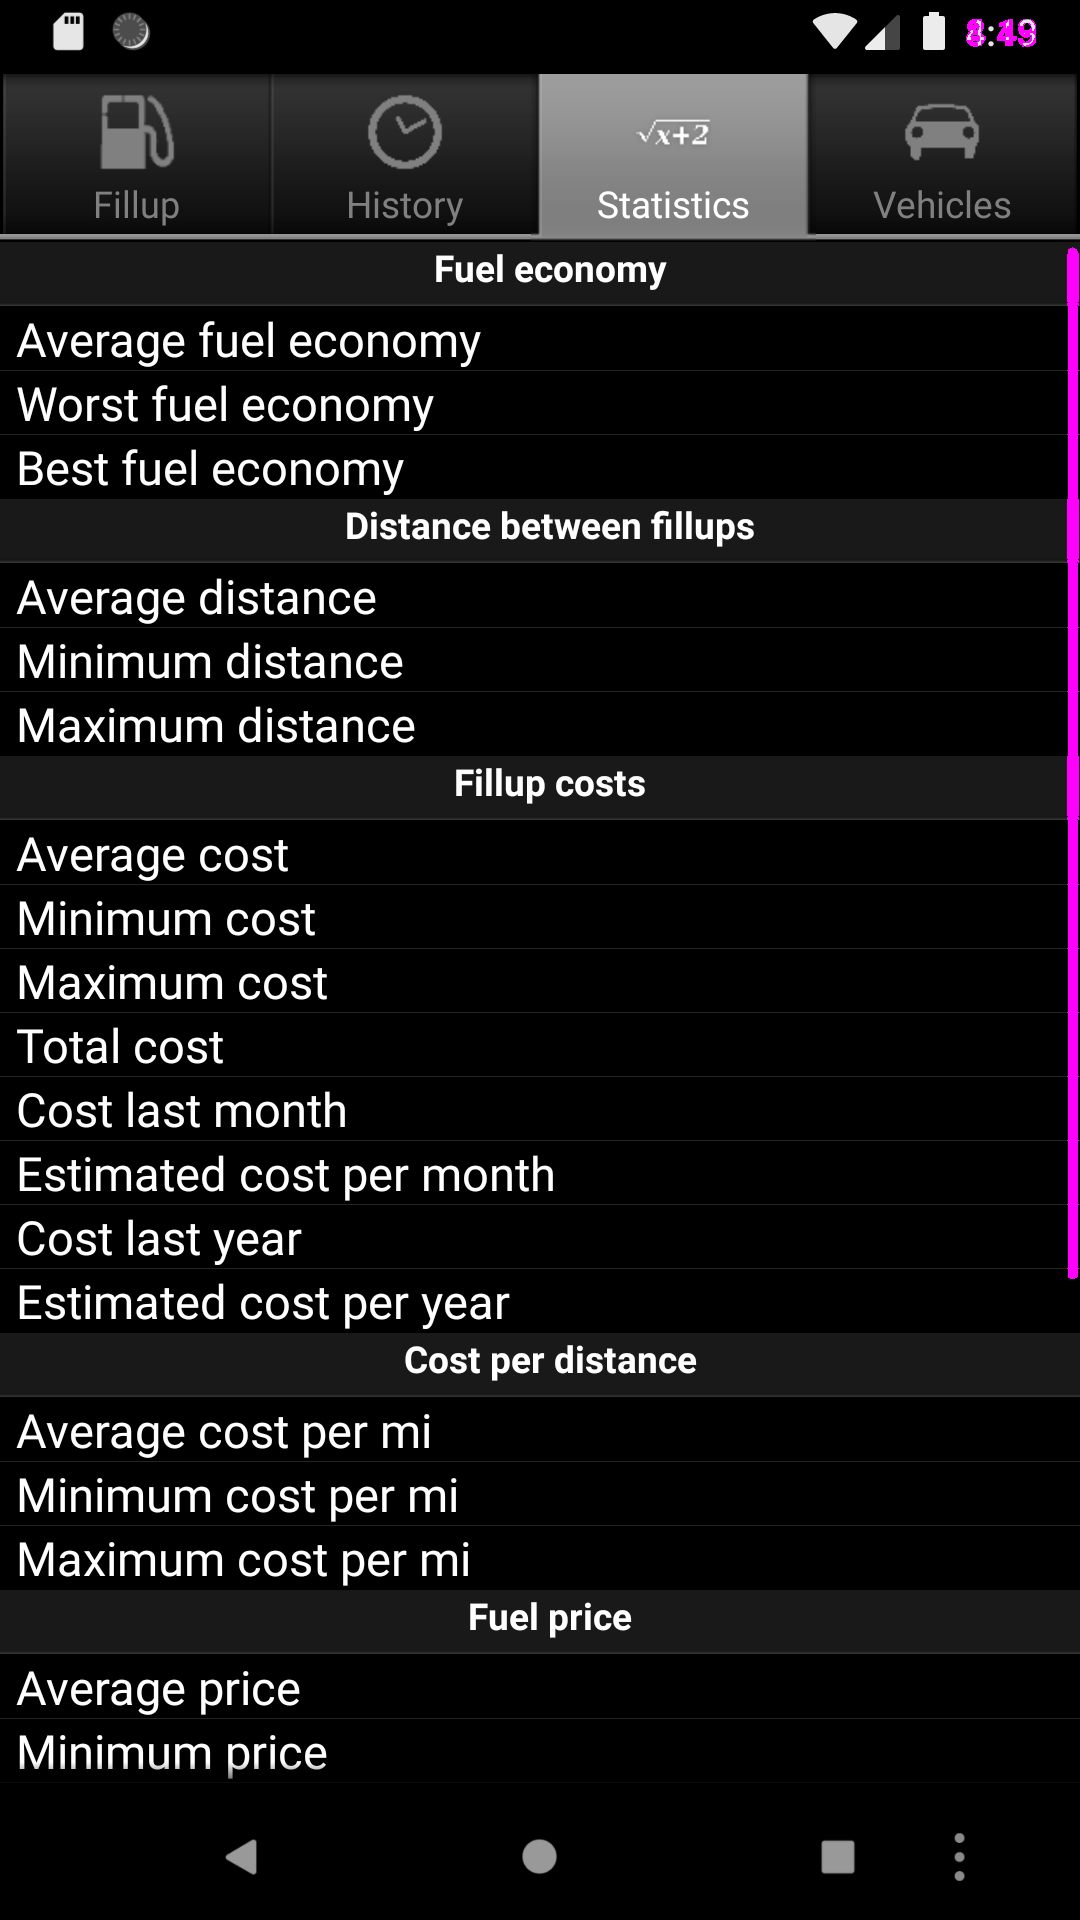 Fillup
History
√x+2
Statistics
Vehicles
Fuel economy
Average fuel economy
Worst fuel economy
Best fuel economy
Distance between fillups
Average distance
Minimum distance
Maximum distance
Fillup costs
Average cost
Minimum cost
Maximum cost
Total cost
Cost last month
Estimated cost per month
Cost last year
Estimated cost per year
Cost per distance
Average cost per mi
Minimum cost per mi
Maximum cost per mi
Fuel price
Average price
Minimum price